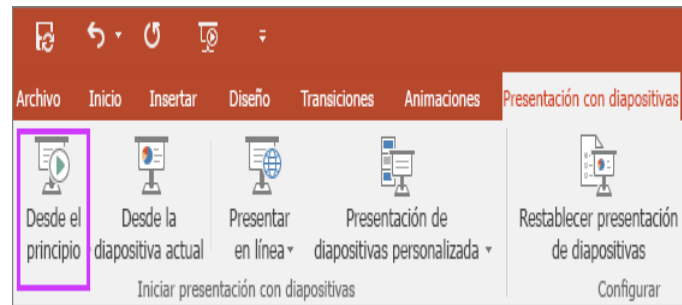 Archivo Inicio Insertar Diseño Transiciones Animaciones Presentación con diapositivas
Desde el principio
Desde la diapositiva actual
Presentar en línea
Presentación de diapositivas personalizada
Restablecer presentación de diapositivas
Iniciar presentación con diapositivas
Configurar